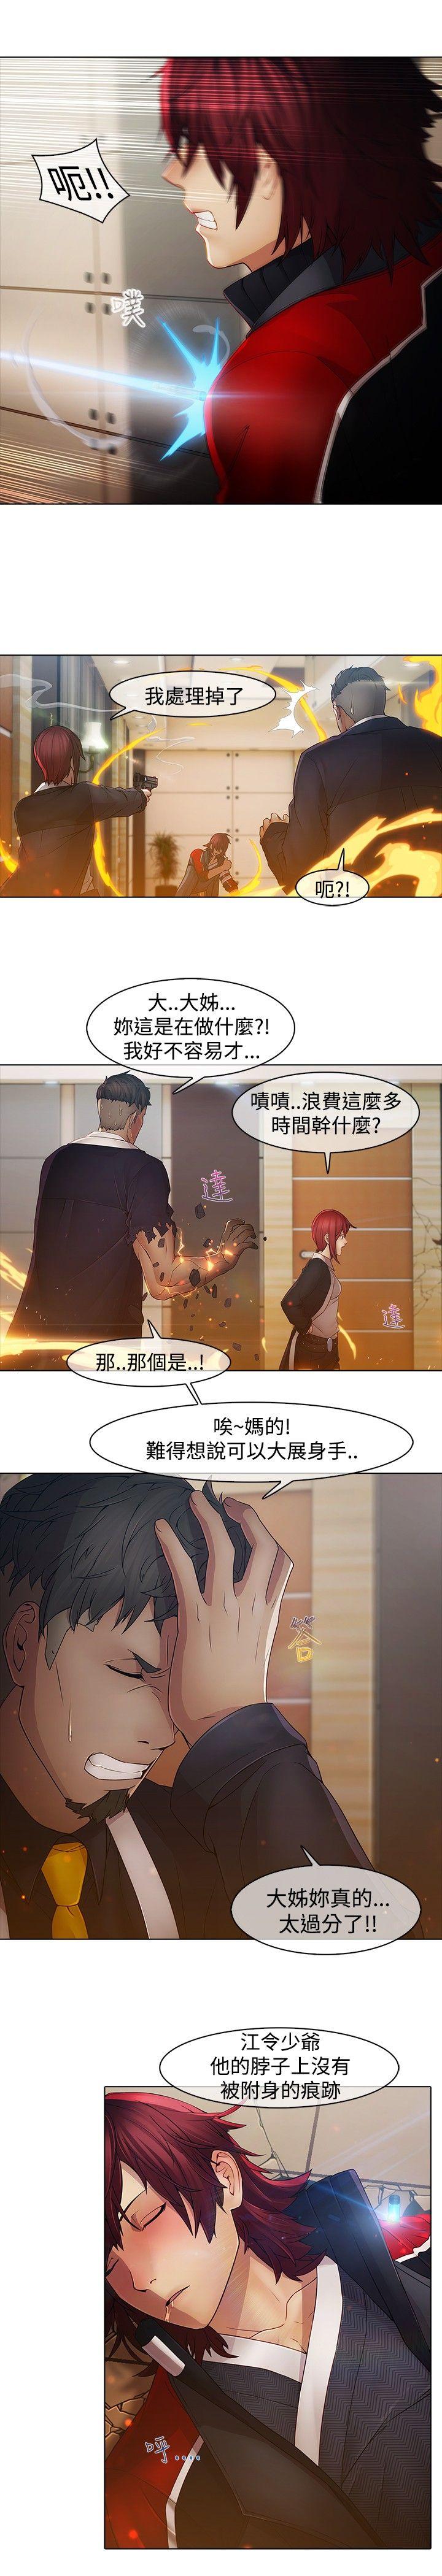 呃!!
噗
我處理掉了
呃?!
大..大姊...
妳這是在做什麼?!
我好不容易才...
嘖嘖..浪費這麼多
時間幹什麼?
達
達
那..那個是..!
唉~媽的!
難得想說可以大展身手..
答
大姊妳真的...
太過分了!!
江令少爺
他的脖子上沒有
被附身的痕跡
呼....